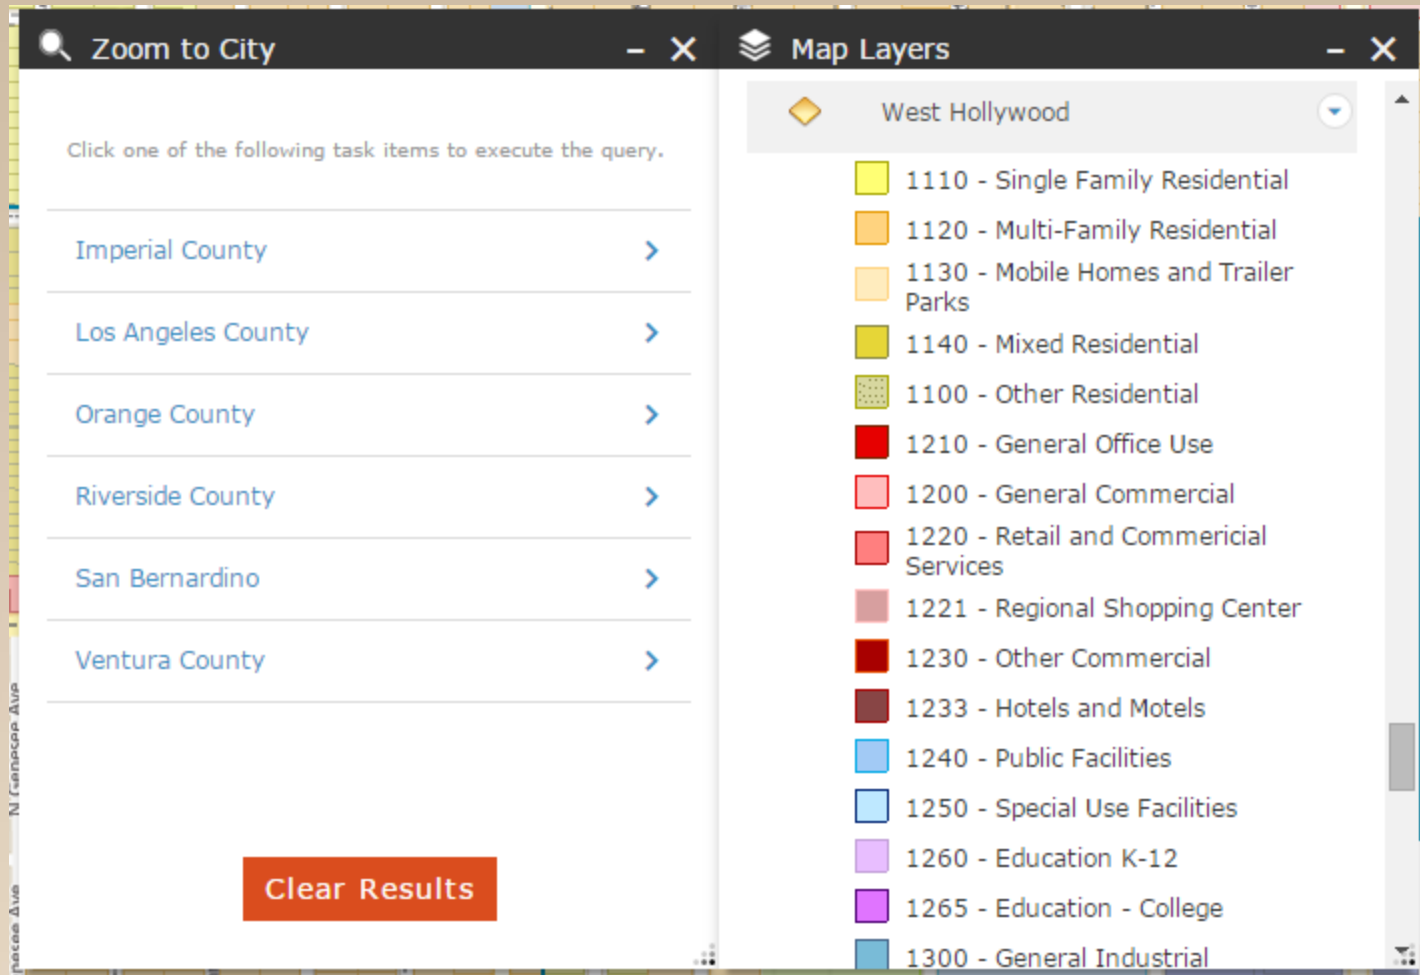 Zoom to City
Click one of the following task items to execute the query.
Imperial County
Los Angeles County
Orange County
Riverside County
San Bernardino
Ventura County
Clear Results
Map Layers
West Hollywood
1110 - Single Family Residential
1120 - Multi-Family Residential
1130 - Mobile Homes and Trailer
Parks
1140 - Mixed Residential
1100 - Other Residential
1210 - General Office Use
1200 - General Commercial
1220 - Retail and Commericial
Services
1221 - Regional Shopping Center
1230 - Other Commercial
1233 - Hotels and Motels
1240 - Public Facilities
1250 - Special Use Facilities
1260 - Education K-12
1265 - Education - College
1300 - General Industrial
N Genesee Ave
nesee Ave